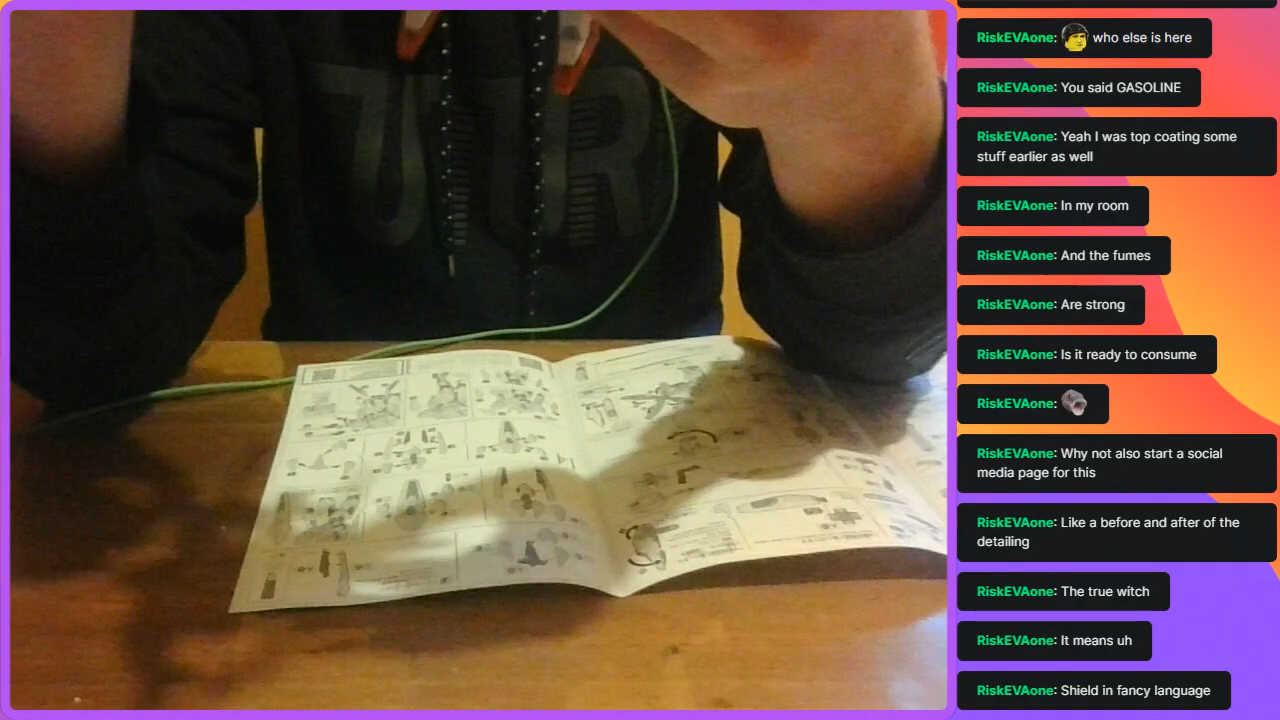 RiskEVAone: who else is here
RiskEVAone: You said GASOLINE
RiskEVAone: Yeah I was top coating some
stuff earlier as well
RiskEVAone: In my room
RiskEVAone: And the fumes
RiskEVAone: Are strong
RiskEVAone: Is it ready to consume
RiskEVAone:
RiskEVAone: Why not also start a social
media page for this
RiskEVAone: Like a before and after of the
detailing
RiskEVAone: The true witch
RiskEVAone: It means uh
RiskEVAone: Shield in fancy language